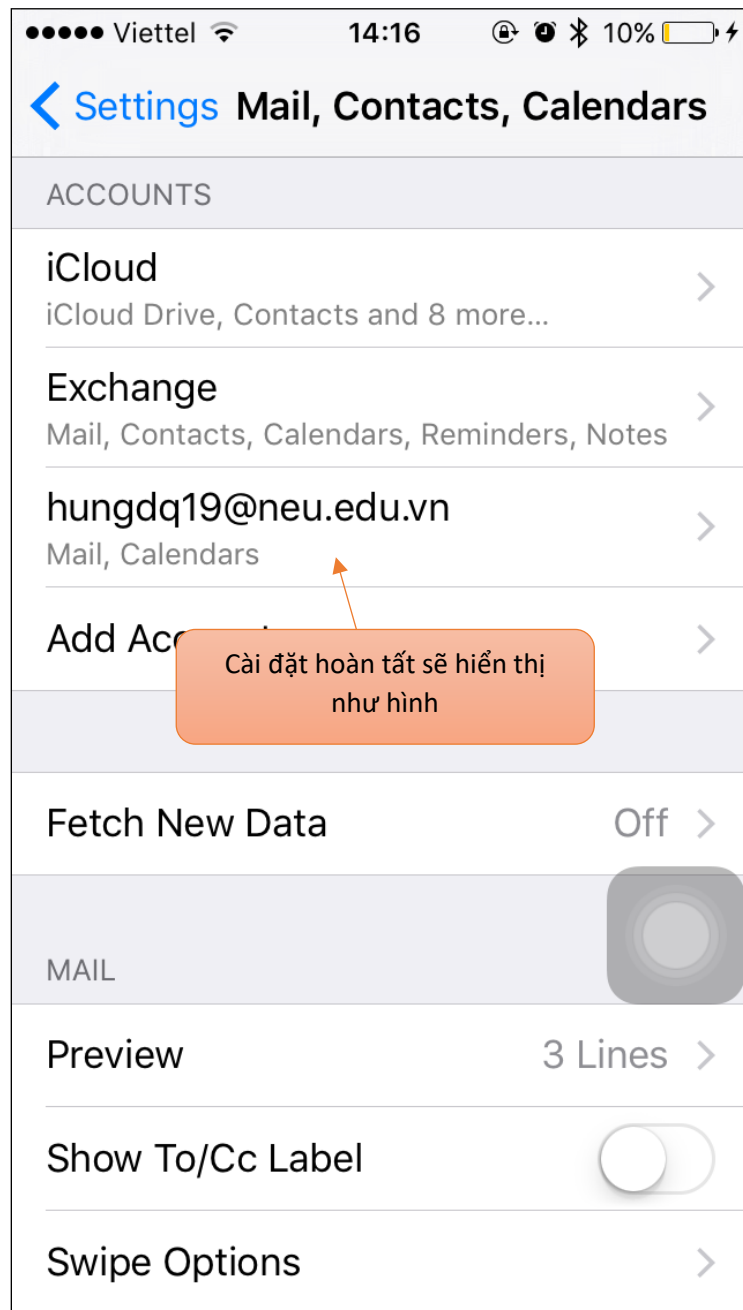 Viettel 14:16 10%
Settings Mail, Contacts, Calendars
ACCOUNTS
iCloud
iCloud Drive, Contacts and 8 more...
Exchange
Mail, Contacts, Calendars, Reminders, Notes
hungdq19@neu.edu.vn
Mail, Calendars
Add
Cài đặt hoàn tất sẽ hiển thị
như hình
Fetch New Data Off
MAIL
Preview 3 Lines
Show To/Cc Label
Swipe Options